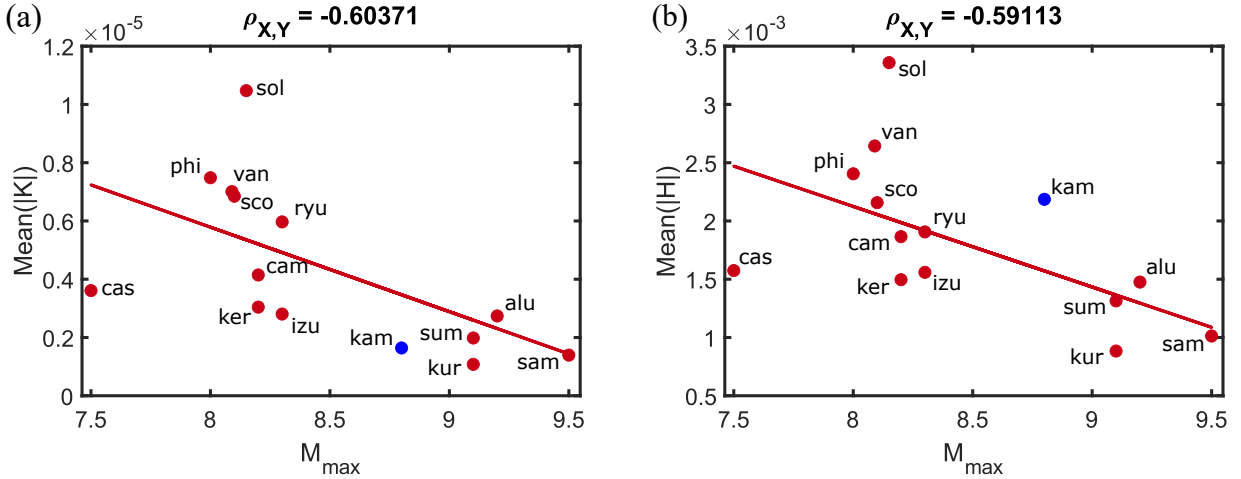 (a)
ρX,Y = -0.60371
×10-5
1.2
1
0.8
0.6
0.4
0.2
0
Mean(|K|)
sol
phi
van
sco
ryu
cam
cas
ker
izu
alu
kam
sum
kur
sam
7.5 8 8.5 9 9.5
Mmax
(b)
ρX,Y = -0.59113
×10-3
3.5
3
2.5
2
1.5
1
0.5
Mean(|H|)
sol
van
phi
kam
sco
ryu
cam
cas
alu
ker
izu
sum
kur
sam
7.5 8 8.5 9 9.5
Mmax